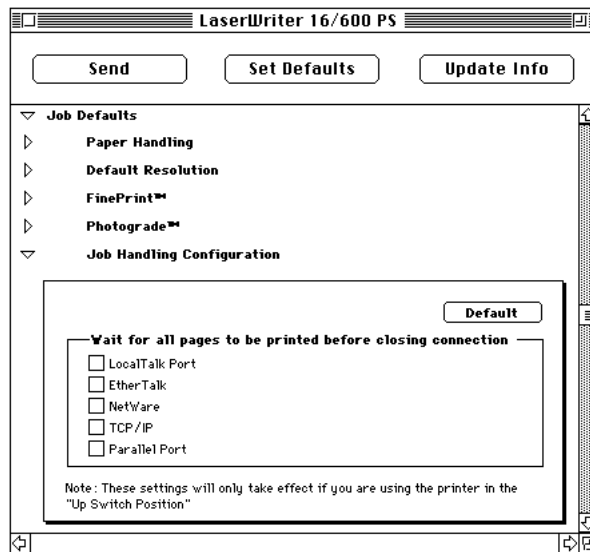 LaserWriter 16/600 PS
Send Set Defaults Update Info
Job Defaults
Paper Handling
Default Resolution
FinePrint™
Photograde™
Job Handling Configuration
Default
Wait for all pages to be printed before closing connection
LocalTalk Port
EtherTalk
NetWare
TCP/IP
Parallel Port
Note: These settings will only take effect if you are using the printer in the
"Up Switch Position"